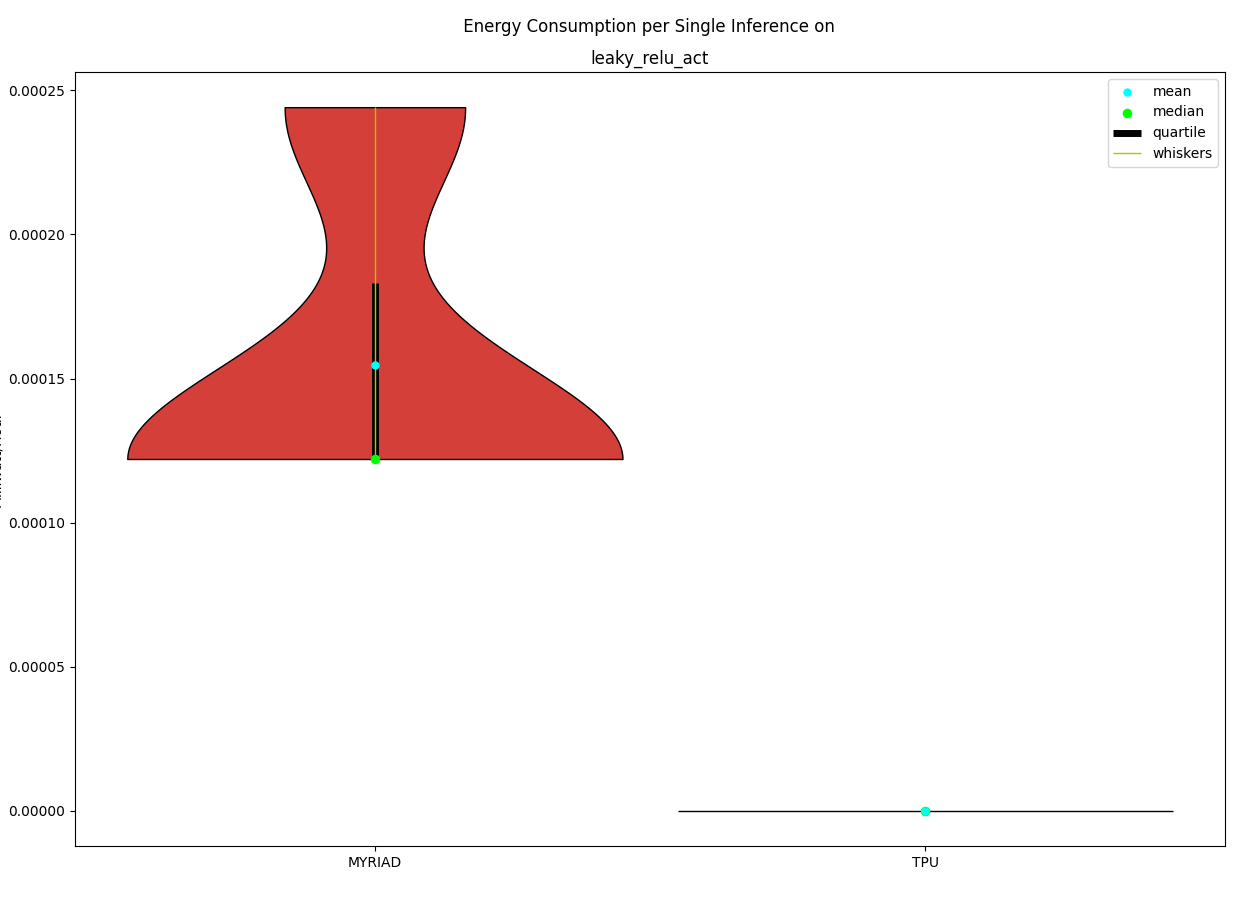 Energy Consumption per Single Inference on
leaky_relu_act
0.00025
0.00020
0.00015
0.00010
0.00005
0.00000
MYRIAD
TPU
mean
median
quartile
whiskers